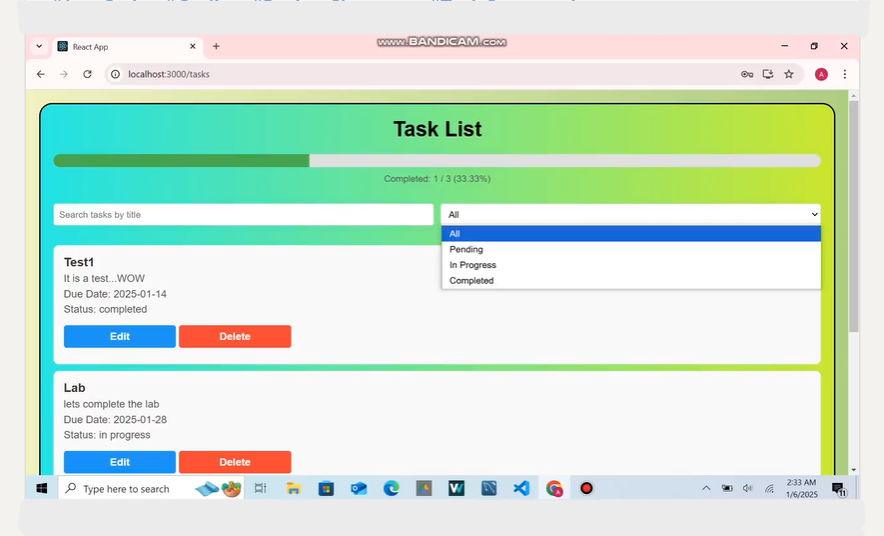 React App
www.BANDICAM.com
localhost:3000/tasks
A
Task List
Completed: 1 / 3 (33.33%)
Search tasks by title
All
All
Pending
In Progress
Completed
Test1
It is a test...WOW
Due Date: 2025-01-14
Status: completed
Edit
Delete
Lab
lets complete the lab
Due Date: 2025-01-28
Status: in progress
Edit
Delete
Type here to search
2:33 AM
1/6/2025
11